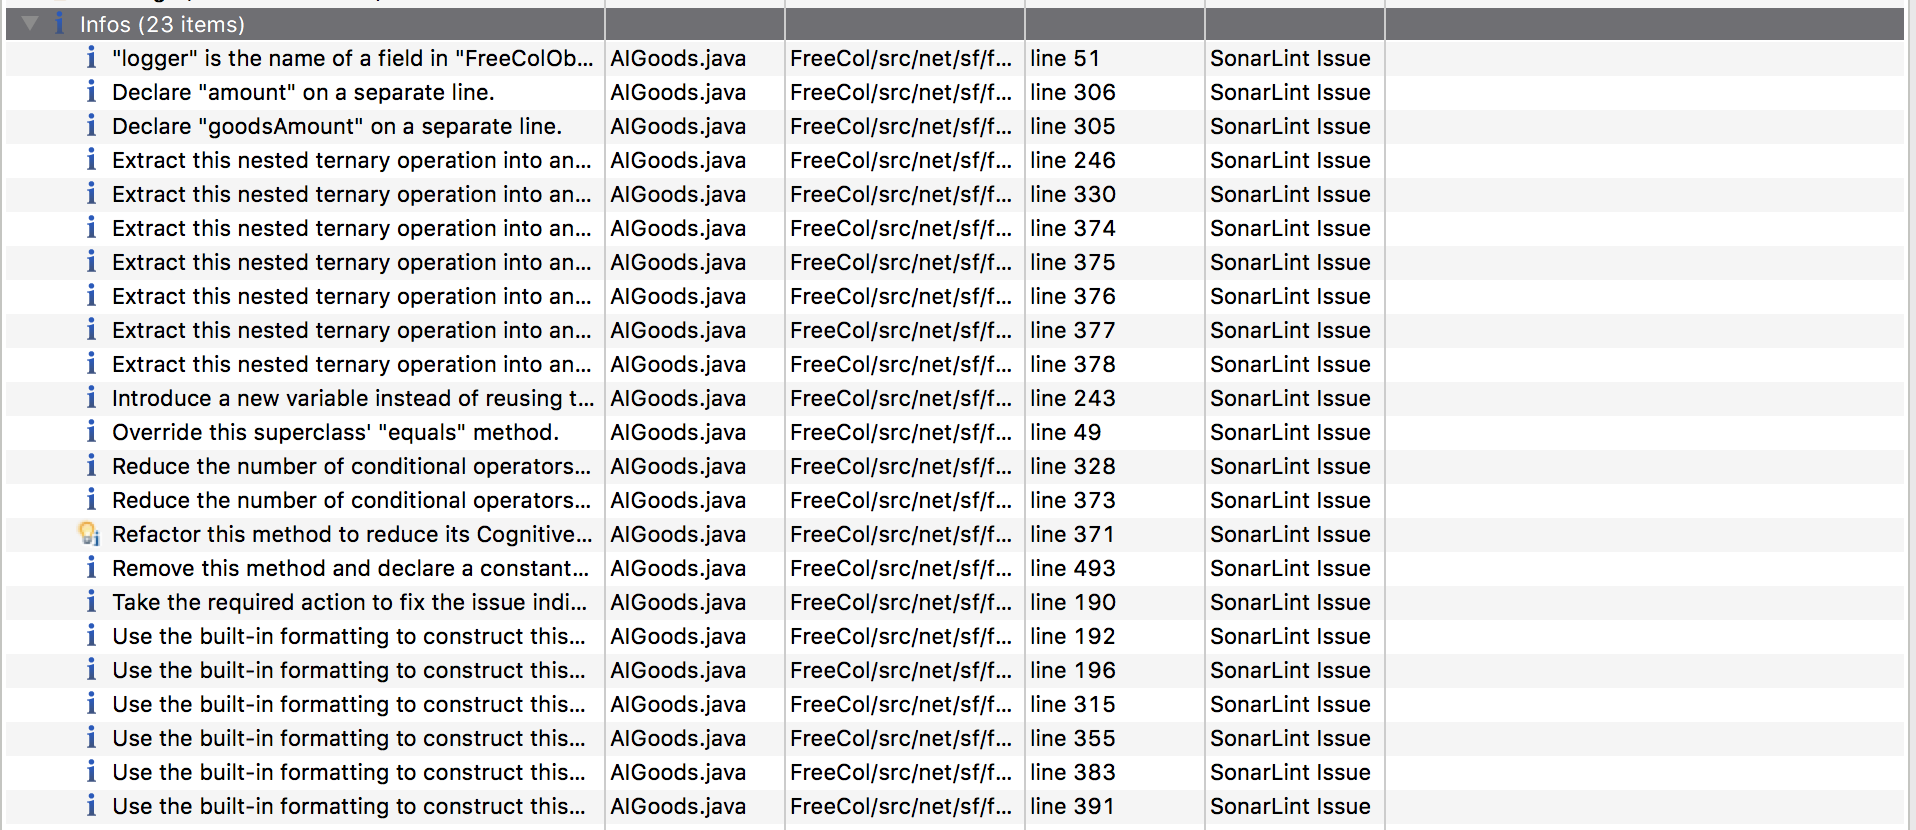 Infos (23 items)
"logger" is the name of a field in "FreeColOb... AIGoods.java FreeCol/src/net/sf/f... line 51 SonarLint Issue
Declare "amount" on a separate line. AIGoods.java FreeCol/src/net/sf/f... line 306 SonarLint Issue
Declare "goodsAmount" on a separate line. AIGoods.java FreeCol/src/net/sf/f... line 305 SonarLint Issue
Extract this nested ternary operation into an... AIGoods.java FreeCol/src/net/sf/f... line 246 SonarLint Issue
Extract this nested ternary operation into an... AIGoods.java FreeCol/src/net/sf/f... line 330 SonarLint Issue
Extract this nested ternary operation into an... AIGoods.java FreeCol/src/net/sf/f... line 374 SonarLint Issue
Extract this nested ternary operation into an... AIGoods.java FreeCol/src/net/sf/f... line 375 SonarLint Issue
Extract this nested ternary operation into an... AIGoods.java FreeCol/src/net/sf/f... line 376 SonarLint Issue
Extract this nested ternary operation into an... AIGoods.java FreeCol/src/net/sf/f... line 377 SonarLint Issue
Extract this nested ternary operation into an... AIGoods.java FreeCol/src/net/sf/f... line 378 SonarLint Issue
Introduce a new variable instead of reusing t... AIGoods.java FreeCol/src/net/sf/f... line 243 SonarLint Issue
Override this superclass' "equals" method. AIGoods.java FreeCol/src/net/sf/f... line 49 SonarLint Issue
Reduce the number of conditional operators... AIGoods.java FreeCol/src/net/sf/f... line 328 SonarLint Issue
Reduce the number of conditional operators... AIGoods.java FreeCol/src/net/sf/f... line 373 SonarLint Issue
Refactor this method to reduce its Cognitive... AIGoods.java FreeCol/src/net/sf/f... line 371 SonarLint Issue
Remove this method and declare a constant... AIGoods.java FreeCol/src/net/sf/f... line 493 SonarLint Issue
Take the required action to fix the issue indi... AIGoods.java FreeCol/src/net/sf/f... line 190 SonarLint Issue
Use the built-in formatting to construct this... AIGoods.java FreeCol/src/net/sf/f... line 192 SonarLint Issue
Use the built-in formatting to construct this... AIGoods.java FreeCol/src/net/sf/f... line 196 SonarLint Issue
Use the built-in formatting to construct this... AIGoods.java FreeCol/src/net/sf/f... line 315 SonarLint Issue
Use the built-in formatting to construct this... AIGoods.java FreeCol/src/net/sf/f... line 355 SonarLint Issue
Use the built-in formatting to construct this... AIGoods.java FreeCol/src/net/sf/f... line 383 SonarLint Issue
Use the built-in formatting to construct this... AIGoods.java FreeCol/src/net/sf/f... line 391 SonarLint Issue